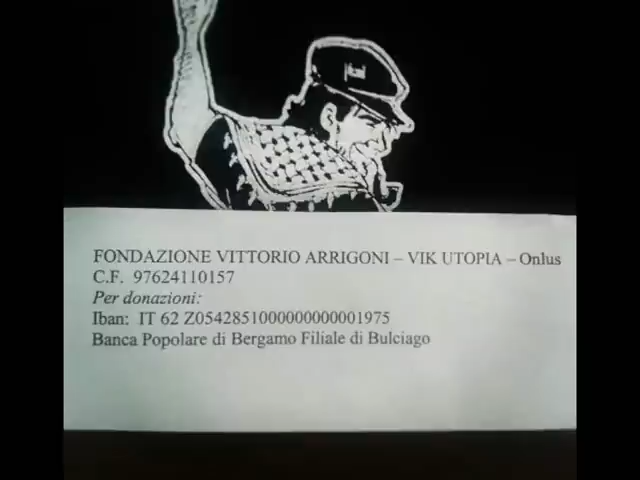 FONDAZIONE VITTORIO ARRIGONI – VIK UTOPIA – Onlus
C.F. 97624110157
Per donazioni:
Iban: IT 62 Z0542851000000000001975
Banca Popolare di Bergamo Filiale di Bulciago